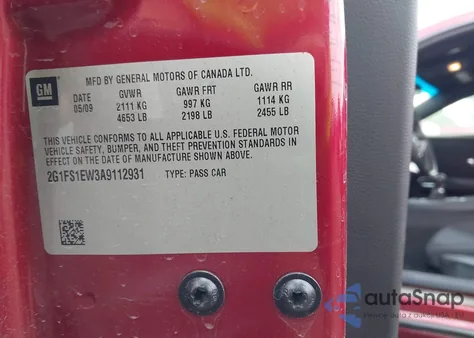 GM
MFD BY GENERAL MOTORS OF CANADA LTD.
DATE GVWR GAWR FRT GAWR RR
05/09 2111 KG 997 KG 1114 KG
4653 LB 2198 LB 2455 LB
THIS VEHICLE CONFORMS TO ALL APPLICABLE U.S. FEDERAL MOTOR
VEHICLE SAFETY, BUMPER, AND THEFT PREVENTION STANDARDS IN
EFFECT ON THE DATE OF MANUFACTURE SHOWN ABOVE.
2G1FS1EW3A9112931 TYPE: PASS CAR
autaSnap